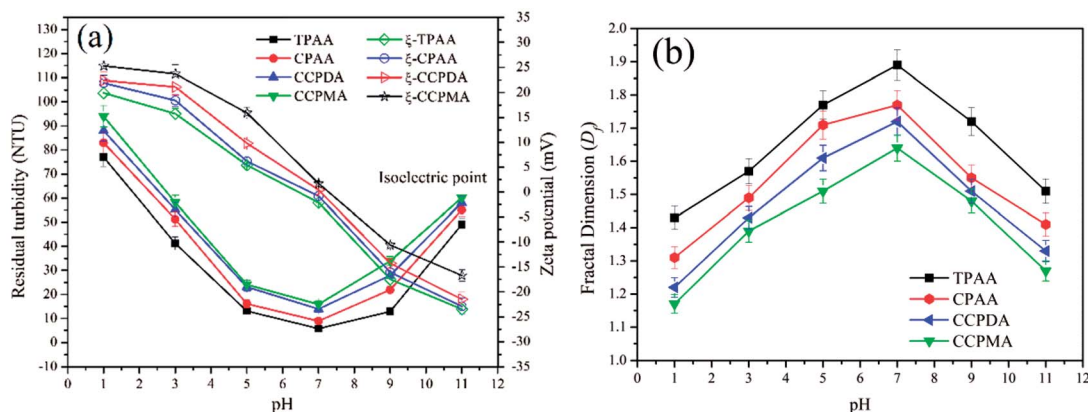 (a)
TPAA
CPAA
CCPDA
CCPMA
ξ-TPAA
ξ-CPAA
ξ-CCPDA
ξ-CCPMA
Isoelectric point
Residual turbidity (NTU)
130
120
110
100
90
80
70
60
50
40
30
20
10
0
-10
Zeta potential (mV)
35
30
25
20
15
10
5
0
-5
-10
-15
-20
-25
-30
-35
0 1 2 3 4 5 6 7 8 9 10 11 12
pH
(b)
Fractal Dimension (Df)
2.0
1.9
1.8
1.7
1.6
1.5
1.4
1.3
1.2
1.1
1.0
TPAA
CPAA
CCPDA
CCPMA
0 1 2 3 4 5 6 7 8 9 10 11 12
pH